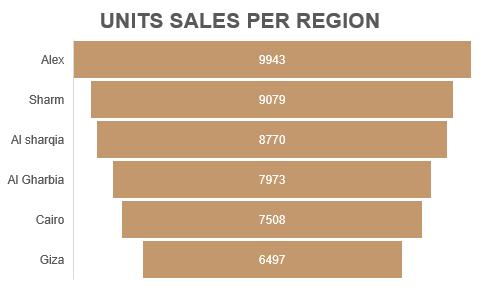 UNITS SALES PER REGION
Alex 9943
Sharm 9079
Al sharqia 8770
Al Gharbia 7973
Cairo 7508
Giza 6497